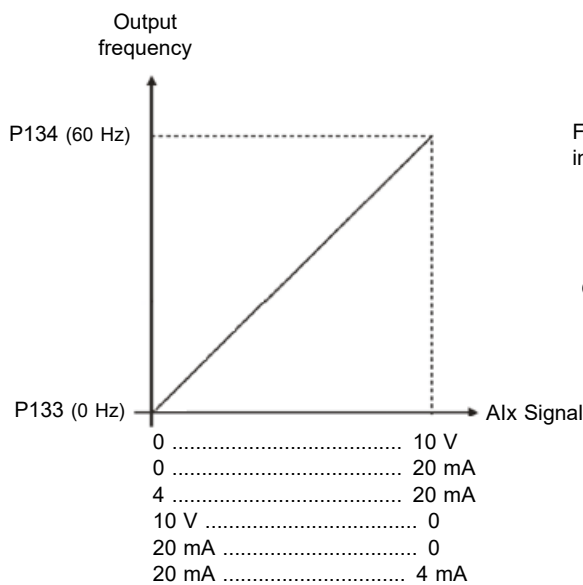 Output
frequency
P134 (60 Hz)
P133 (0 Hz)
AIx Signal
0 ................................... 10 V
0 ................................... 20 mA
4 ................................... 20 mA
10 V .................................... 0
20 mA ................................. 0
20 mA ............................... 4 mA